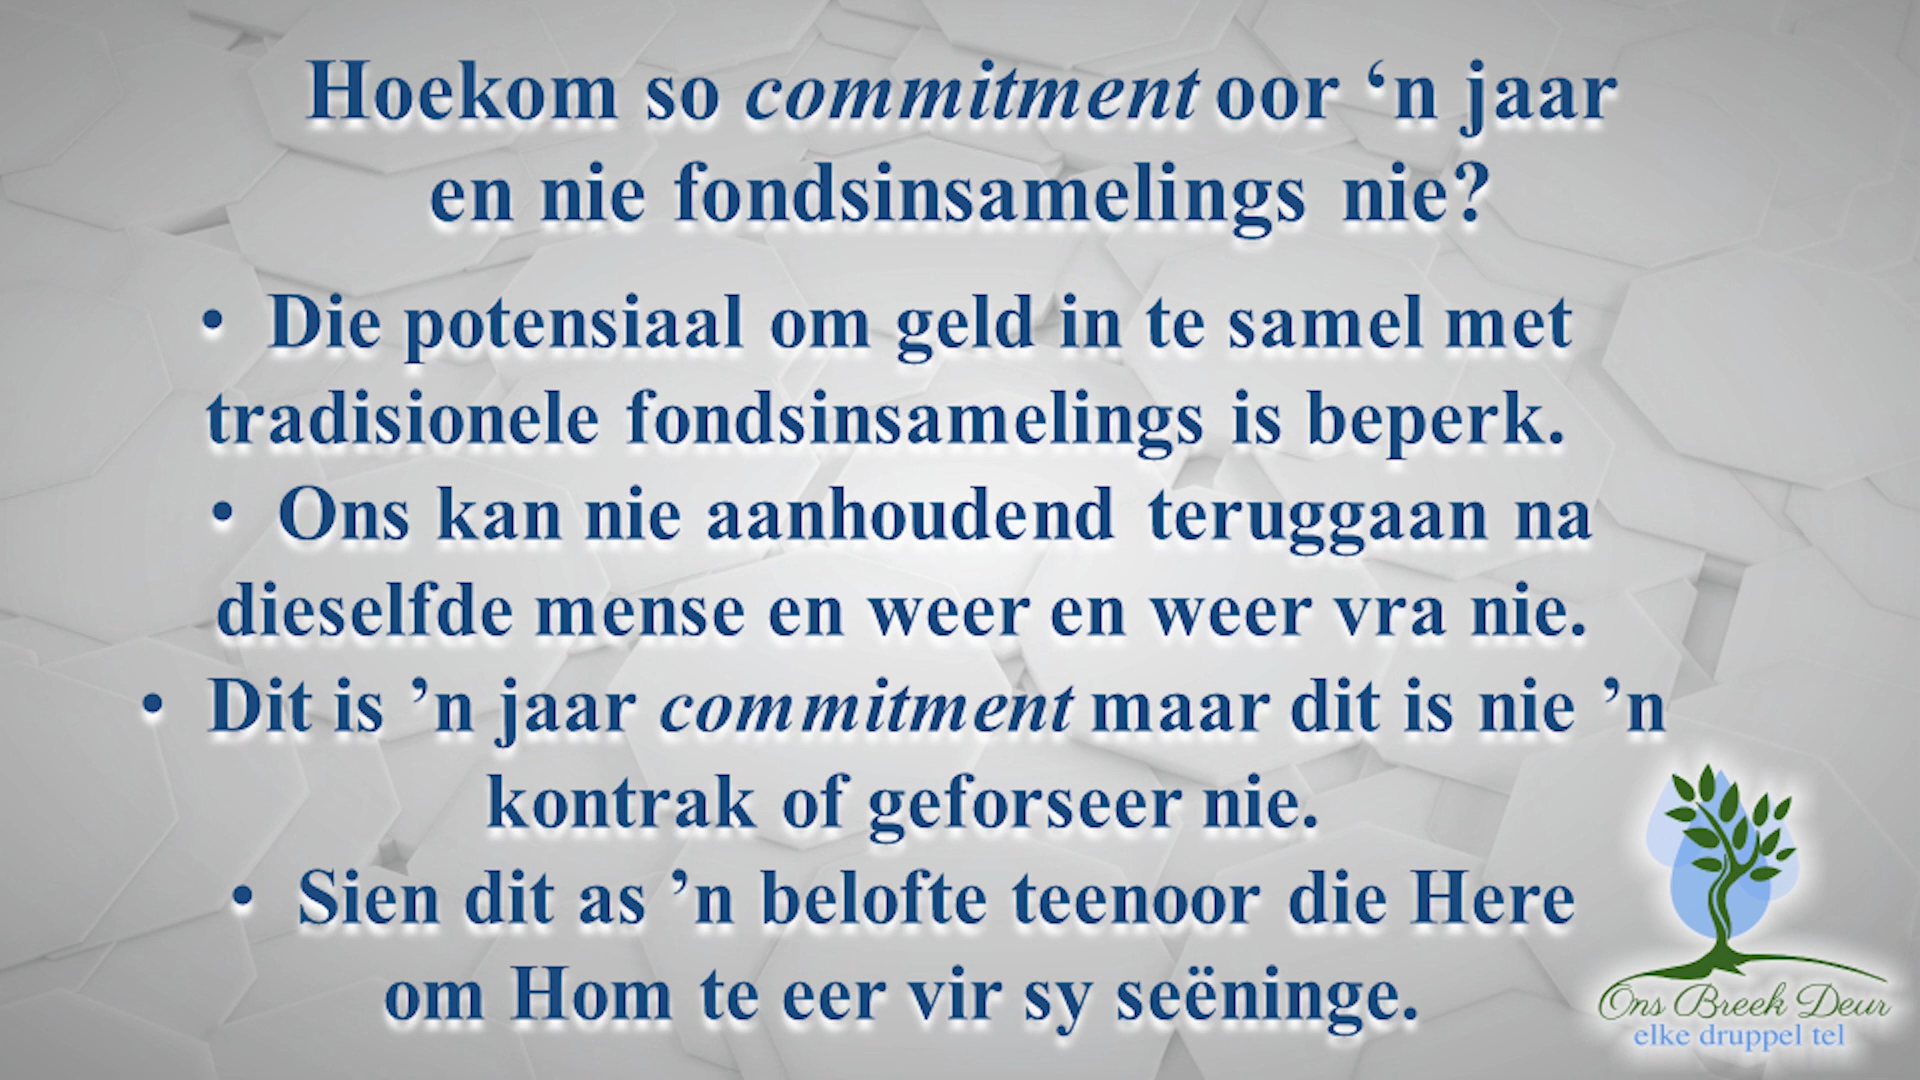 Hoekom so commitment oor ‘n jaar
en nie fondsinsamelings nie?
• Die potensiaal om geld in te samel met
tradisionele fondsinsamelings is beperk.
• Ons kan nie aanhoudend teruggaan na
dieselfde mense en weer en weer vra nie.
• Dit is ’n jaar commitment maar dit is nie ’n
kontrak of geforseer nie.
• Sien dit as ’n belofte teenoor die Here
om Hom te eer vir sy seëninge.
Ons Breek Deur
elke druppel tel